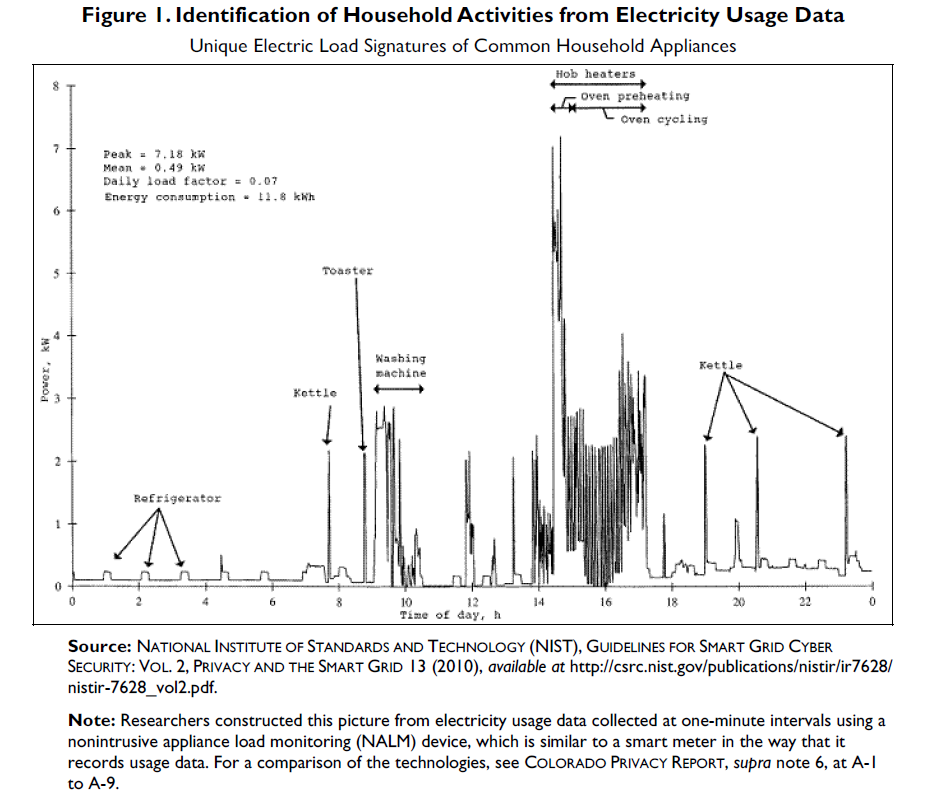 Figure 1. Identification of Household Activities from Electricity Usage Data
Unique Electric Load Signatures of Common Household Appliances
Hob heaters
Oven preheating
Oven cycling
8
7
6
5
4
3
2
1
0
Power, kW
Peak = 7.18 kW
Mean = 0.49 kW
Daily load factor = 0.07
Energy consumption = 11.8 kWh
Toaster
Washing
machine
Kettle
Kettle
Refrigerator
0 2 4 6 8 10 12 14 16 18 20 22 0
Time of day, h
Source: NATIONAL INSTITUTE OF STANDARDS AND TECHNOLOGY (NIST), GUIDELINES FOR SMART GRID CYBER
SECURITY: VOL. 2, PRIVACY AND THE SMART GRID 13 (2010), available at http://csrc.nist.gov/publications/nistir/ir7628/
nistir-7628_vol2.pdf.
Note: Researchers constructed this picture from electricity usage data collected at one-minute intervals using a
nonintrusive appliance load monitoring (NALM) device, which is similar to a smart meter in the way that it
records usage data. For a comparison of the technologies, see COLORADO PRIVACY REPORT, supra note 6, at A-1
to A-9.